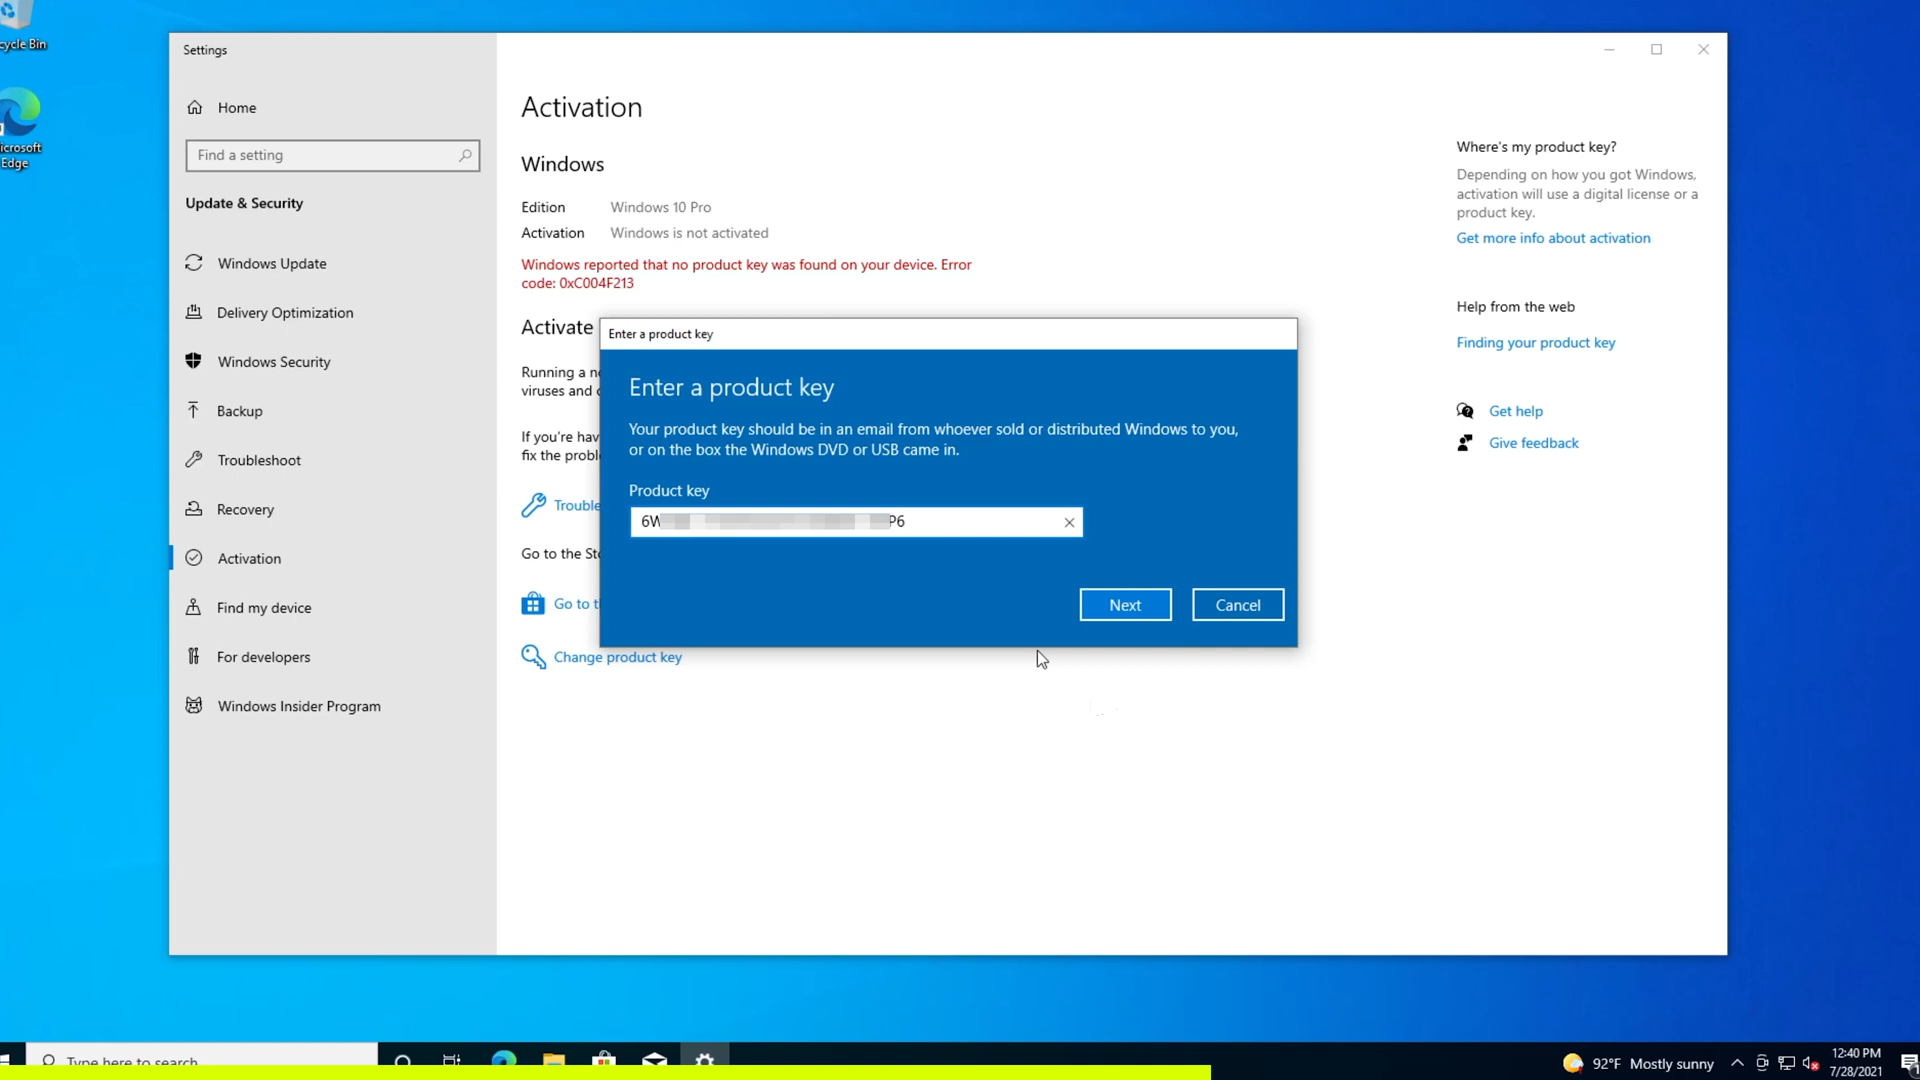 cycle Bin
icrosoft
Edge
Settings
Home
Find a setting
Update & Security
Windows Update
Delivery Optimization
Windows Security
Backup
Troubleshoot
Recovery
Activation
Find my device
For developers
Windows Insider Program
Activation
Windows
Edition Windows 10 Pro
Activation Windows is not activated
Windows reported that no product key was found on your device. Error
code: 0xC004F213
Activate
Running a ne
viruses and o
If you're hav
fix the proble
Trouble
Go to the Sto
Go to t
Change product key
Enter a product key
Enter a product key
Your product key should be in an email from whoever sold or distributed Windows to you,
or on the box the Windows DVD or USB came in.
Product key
6W P6
Next Cancel
Where's my product key?
Depending on how you got Windows,
activation will use a digital license or a
product key.
Get more info about activation
Help from the web
Finding your product key
Get help
Give feedback
Type here to search
92°F Mostly sunny
12:40 PM
7/28/2021